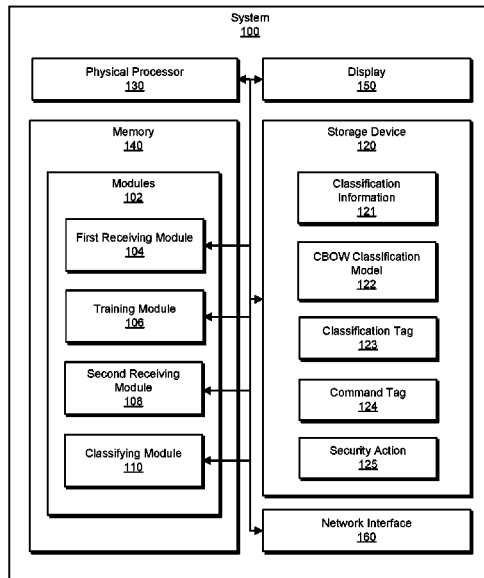 System
100
Physical Processor
130
Display
150
Memory
140
Modules
102
First Receiving Module
104
Training Module
106
Second Receiving Module
108
Classifying Module
110
Storage Device
120
Classification
Information
121
CBOW Classification
Model
122
Classification Tag
123
Command Tag
124
Security Action
125
Network Interface
160